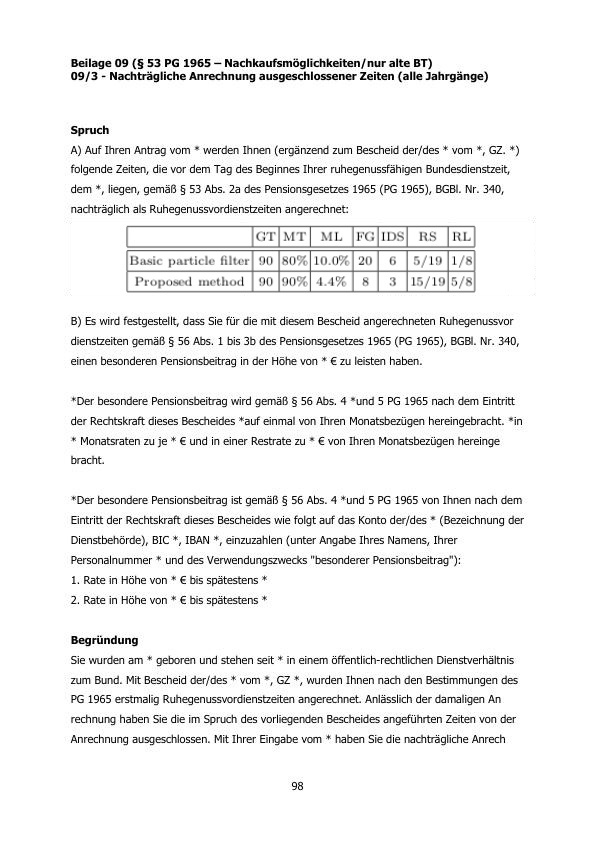 Beilage 09 (§ 53 PG 1965 – Nachkaufsmöglichkeiten/nur alte BT)
09/3 - Nachträgliche Anrechnung ausgeschlossener Zeiten (alle Jahrgänge)
Spruch
A) Auf Ihren Antrag vom * werden Ihnen (ergänzend zum Bescheid der/des * vom *, GZ. *)
folgende Zeiten, die vor dem Tag des Beginnes Ihrer ruhegenussfähigen Bundesdienstzeit,
dem *, liegen, gemäß § 53 Abs. 2a des Pensionsgesetzes 1965 (PG 1965), BGBl. Nr. 340,
nachträglich als Ruhegenussvordienstzeiten angerechnet:
GT MT ML FG IDS RS RL
Basic particle filter 90 80% 10.0% 20 6 5/19 1/8
Proposed method 90 90% 4.4% 8 3 15/19 5/8
B) Es wird festgestellt, dass Sie für die mit diesem Bescheid angerechneten Ruhegenussvor
dienstzeiten gemäß § 56 Abs. 1 bis 3b des Pensionsgesetzes 1965 (PG 1965), BGBl. Nr. 340,
einen besonderen Pensionsbeitrag in der Höhe von * € zu leisten haben.
*Der besondere Pensionsbeitrag wird gemäß § 56 Abs. 4 *und 5 PG 1965 nach dem Eintritt
der Rechtskraft dieses Bescheides *auf einmal von Ihren Monatsbezügen hereingebracht. *in
* Monatsraten zu je * € und in einer Restrate zu * € von Ihren Monatsbezügen hereinge
bracht.
*Der besondere Pensionsbeitrag ist gemäß § 56 Abs. 4 *und 5 PG 1965 von Ihnen nach dem
Eintritt der Rechtskraft dieses Bescheides wie folgt auf das Konto der/des * (Bezeichnung der
Dienstbehörde), BIC *, IBAN *, einzuzahlen (unter Angabe Ihres Namens, Ihrer
Personalnummer * und des Verwendungszwecks "besonderer Pensionsbeitrag"):
1. Rate in Höhe von * € bis spätestens *
2. Rate in Höhe von * € bis spätestens *
Begründung
Sie wurden am * geboren und stehen seit * in einem öffentlich-rechtlichen Dienstverhältnis
zum Bund. Mit Bescheid der/des * vom *, GZ *, wurden Ihnen nach den Bestimmungen des
PG 1965 erstmalig Ruhegenussvordienstzeiten angerechnet. Anlässlich der damaligen An
rechnung haben Sie die im Spruch des vorliegenden Bescheides angeführten Zeiten von der
Anrechnung ausgeschlossen. Mit Ihrer Eingabe vom * haben Sie die nachträgliche Anrech
98